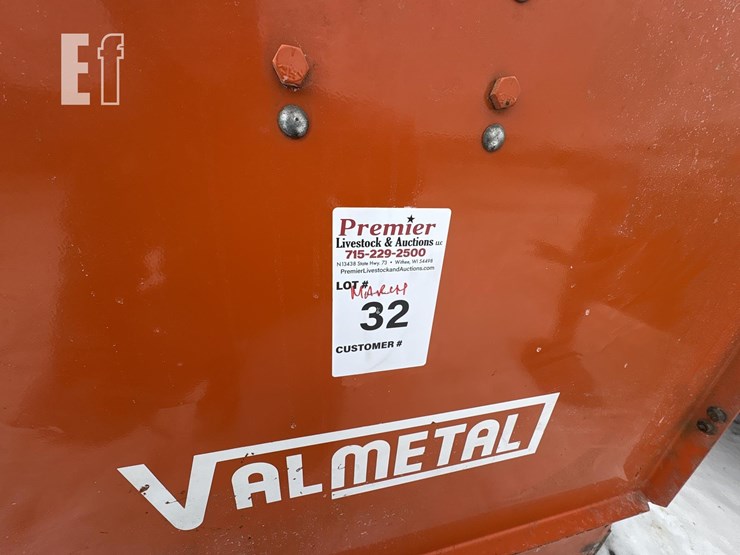 Ef
Premier
Livestock & Auctions LLC
715-229-2500
N13438 State Hwy. 73 • Withee, WI 54498
PremierLivestockandAuctions.com
LOT #
MARCH
32
CUSTOMER #
VALMETAL